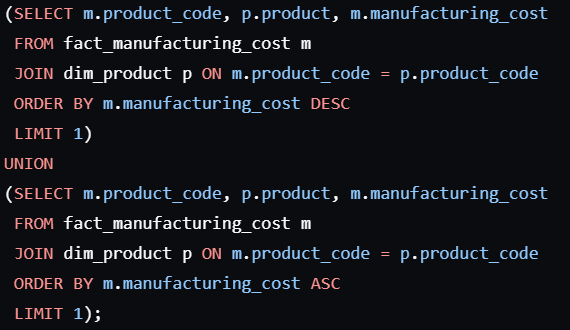 (SELECT m.product_code, p.product, m.manufacturing_cost
FROM fact_manufacturing_cost m
JOIN dim_product p ON m.product_code = p.product_code
ORDER BY m.manufacturing_cost DESC
LIMIT 1)
UNION
(SELECT m.product_code, p.product, m.manufacturing_cost
FROM fact_manufacturing_cost m
JOIN dim_product p ON m.product_code = p.product_code
ORDER BY m.manufacturing_cost ASC
LIMIT 1);